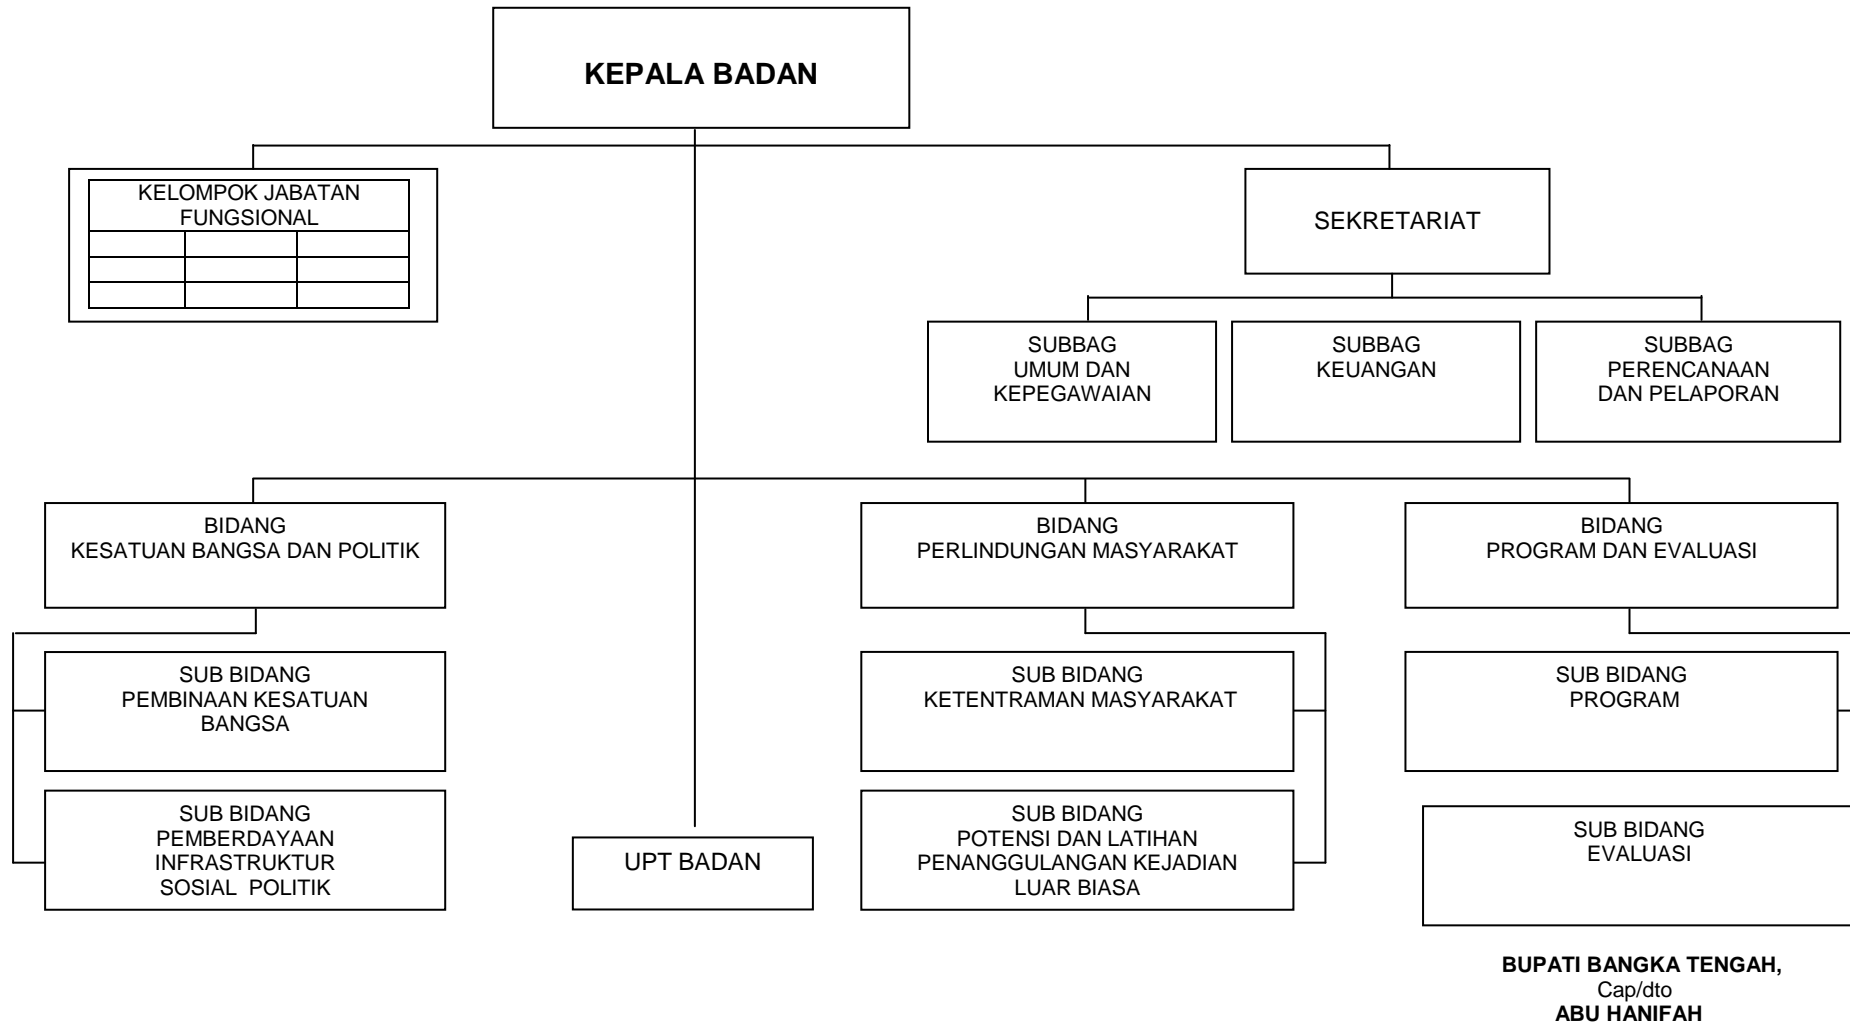 KEPALA BADAN
KELOMPOK JABATAN
FUNGSIONAL
SEKRETARIAT
SUBBAG
UMUM DAN
KEPEGAWAIAN
SUBBAG
KEUANGAN
SUBBAG
PERENCANAAN
DAN PELAPORAN
BIDANG
KESATUAN BANGSA DAN POLITIK
BIDANG
PERLINDUNGAN MASYARAKAT
BIDANG
PROGRAM DAN EVALUASI
SUB BIDANG
PEMBINAAN KESATUAN
BANGSA
SUB BIDANG
KETENTRAMAN MASYARAKAT
SUB BIDANG
PROGRAM
SUB BIDANG
PEMBERDAYAAN
INFRASTRUKTUR
SOSIAL POLITIK
UPT BADAN
SUB BIDANG
POTENSI DAN LATIHAN
PENANGGULANGAN KEJADIAN
LUAR BIASA
SUB BIDANG
EVALUASI
BUPATI BANGKA TENGAH,
Cap/dto
ABU HANIFAH